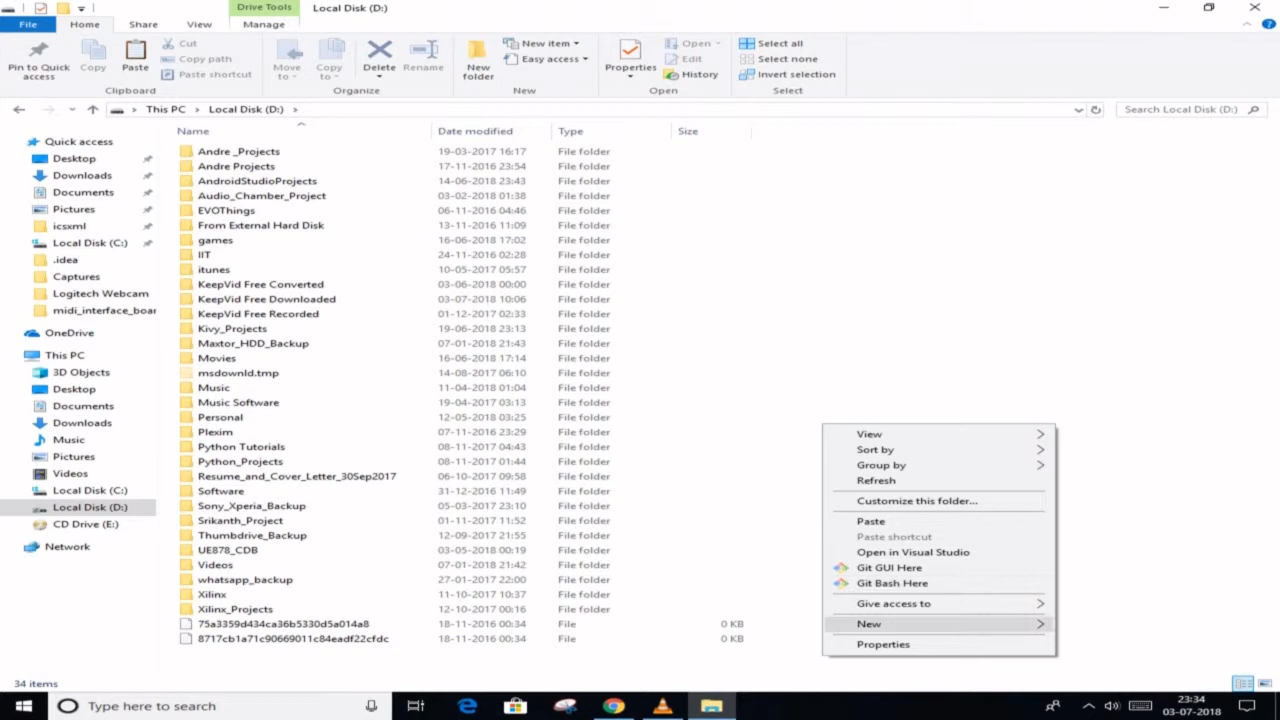 Drive Tools Local Disk (D:)
File Home Share View Manage
Pin to Quick access
Copy
Paste
Cut
Copy path
Paste shortcut
Clipboard
Move to
Copy to
Delete
Rename
Organize
New folder
New item
Easy access
New
Properties
Open
Edit
History
Open
Select all
Select none
Invert selection
Select
This PC > Local Disk (D:) >
Search Local Disk (D:)
Quick access
Desktop
Downloads
Documents
Pictures
icsxml
Local Disk (C:)
.idea
Captures
Logitech Webcam
midi_interface_boar
OneDrive
This PC
3D Objects
Desktop
Documents
Downloads
Music
Pictures
Videos
Local Disk (C:)
Local Disk (D:)
CD Drive (E:)
Network
Name Date modified Type Size
Andre _Projects 19-03-2017 16:17 File folder
Andre Projects 17-11-2016 23:54 File folder
AndroidStudioProjects 14-06-2018 23:43 File folder
Audio_Chamber_Project 03-02-2018 01:38 File folder
EVOThings 06-11-2016 04:46 File folder
From External Hard Disk 13-11-2016 11:09 File folder
games 16-06-2018 17:02 File folder
IIT 24-11-2016 02:28 File folder
itunes 10-05-2017 05:57 File folder
KeepVid Free Converted 03-06-2018 00:00 File folder
KeepVid Free Downloaded 03-07-2018 10:06 File folder
KeepVid Free Recorded 01-12-2017 02:33 File folder
Kivy_Projects 19-06-2018 23:13 File folder
Maxtor_HDD_Backup 07-01-2018 21:43 File folder
Movies 16-06-2018 17:14 File folder
msdownld.tmp 14-08-2017 06:10 File folder
Music 11-04-2018 01:04 File folder
Music Software 19-04-2017 03:13 File folder
Personal 12-05-2018 03:25 File folder
Plexim 07-11-2016 23:29 File folder
Python Tutorials 08-11-2017 04:43 File folder
Python_Projects 08-11-2017 01:44 File folder
Resume_and_Cover_Letter_30Sep2017 06-10-2017 09:58 File folder
Software 31-12-2016 11:49 File folder
Sony_Xperia_Backup 05-03-2017 23:10 File folder
Srikanth_Project 01-11-2017 11:52 File folder
Thumbdrive_Backup 12-09-2017 21:55 File folder
UE878_CDB 03-05-2018 00:19 File folder
Videos 07-01-2018 21:42 File folder
whatsapp_backup 27-01-2017 22:00 File folder
Xilinx 11-10-2017 10:37 File folder
Xilinx_Projects 12-10-2017 00:16 File folder
75a3359d434ca36b5330d5a014a8 18-11-2016 00:34 File 0 KB
8717cb1a71c90669011c84eadf22cfdc 18-11-2016 00:34 File 0 KB
View
Sort by
Group by
Refresh
Customize this folder...
Paste
Paste shortcut
Open in Visual Studio
Git GUI Here
Git Bash Here
Give access to
New
Properties
34 items
Type here to search
23:34
03-07-2018